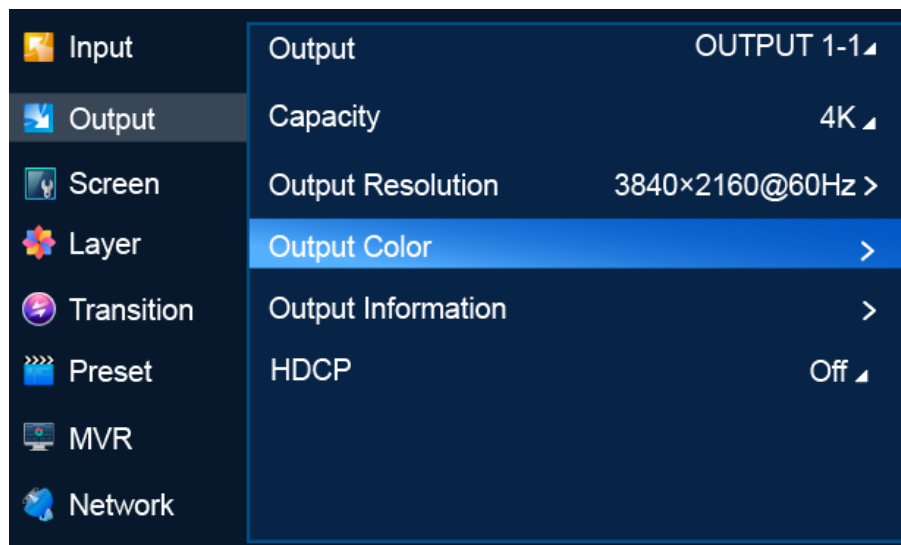 Input
Output
Screen
Layer
Transition
Preset
MVR
Network
Output OUTPUT 1-1
Capacity 4K
Output Resolution 3840×2160@60Hz >
Output Color >
Output Information >
HDCP Off